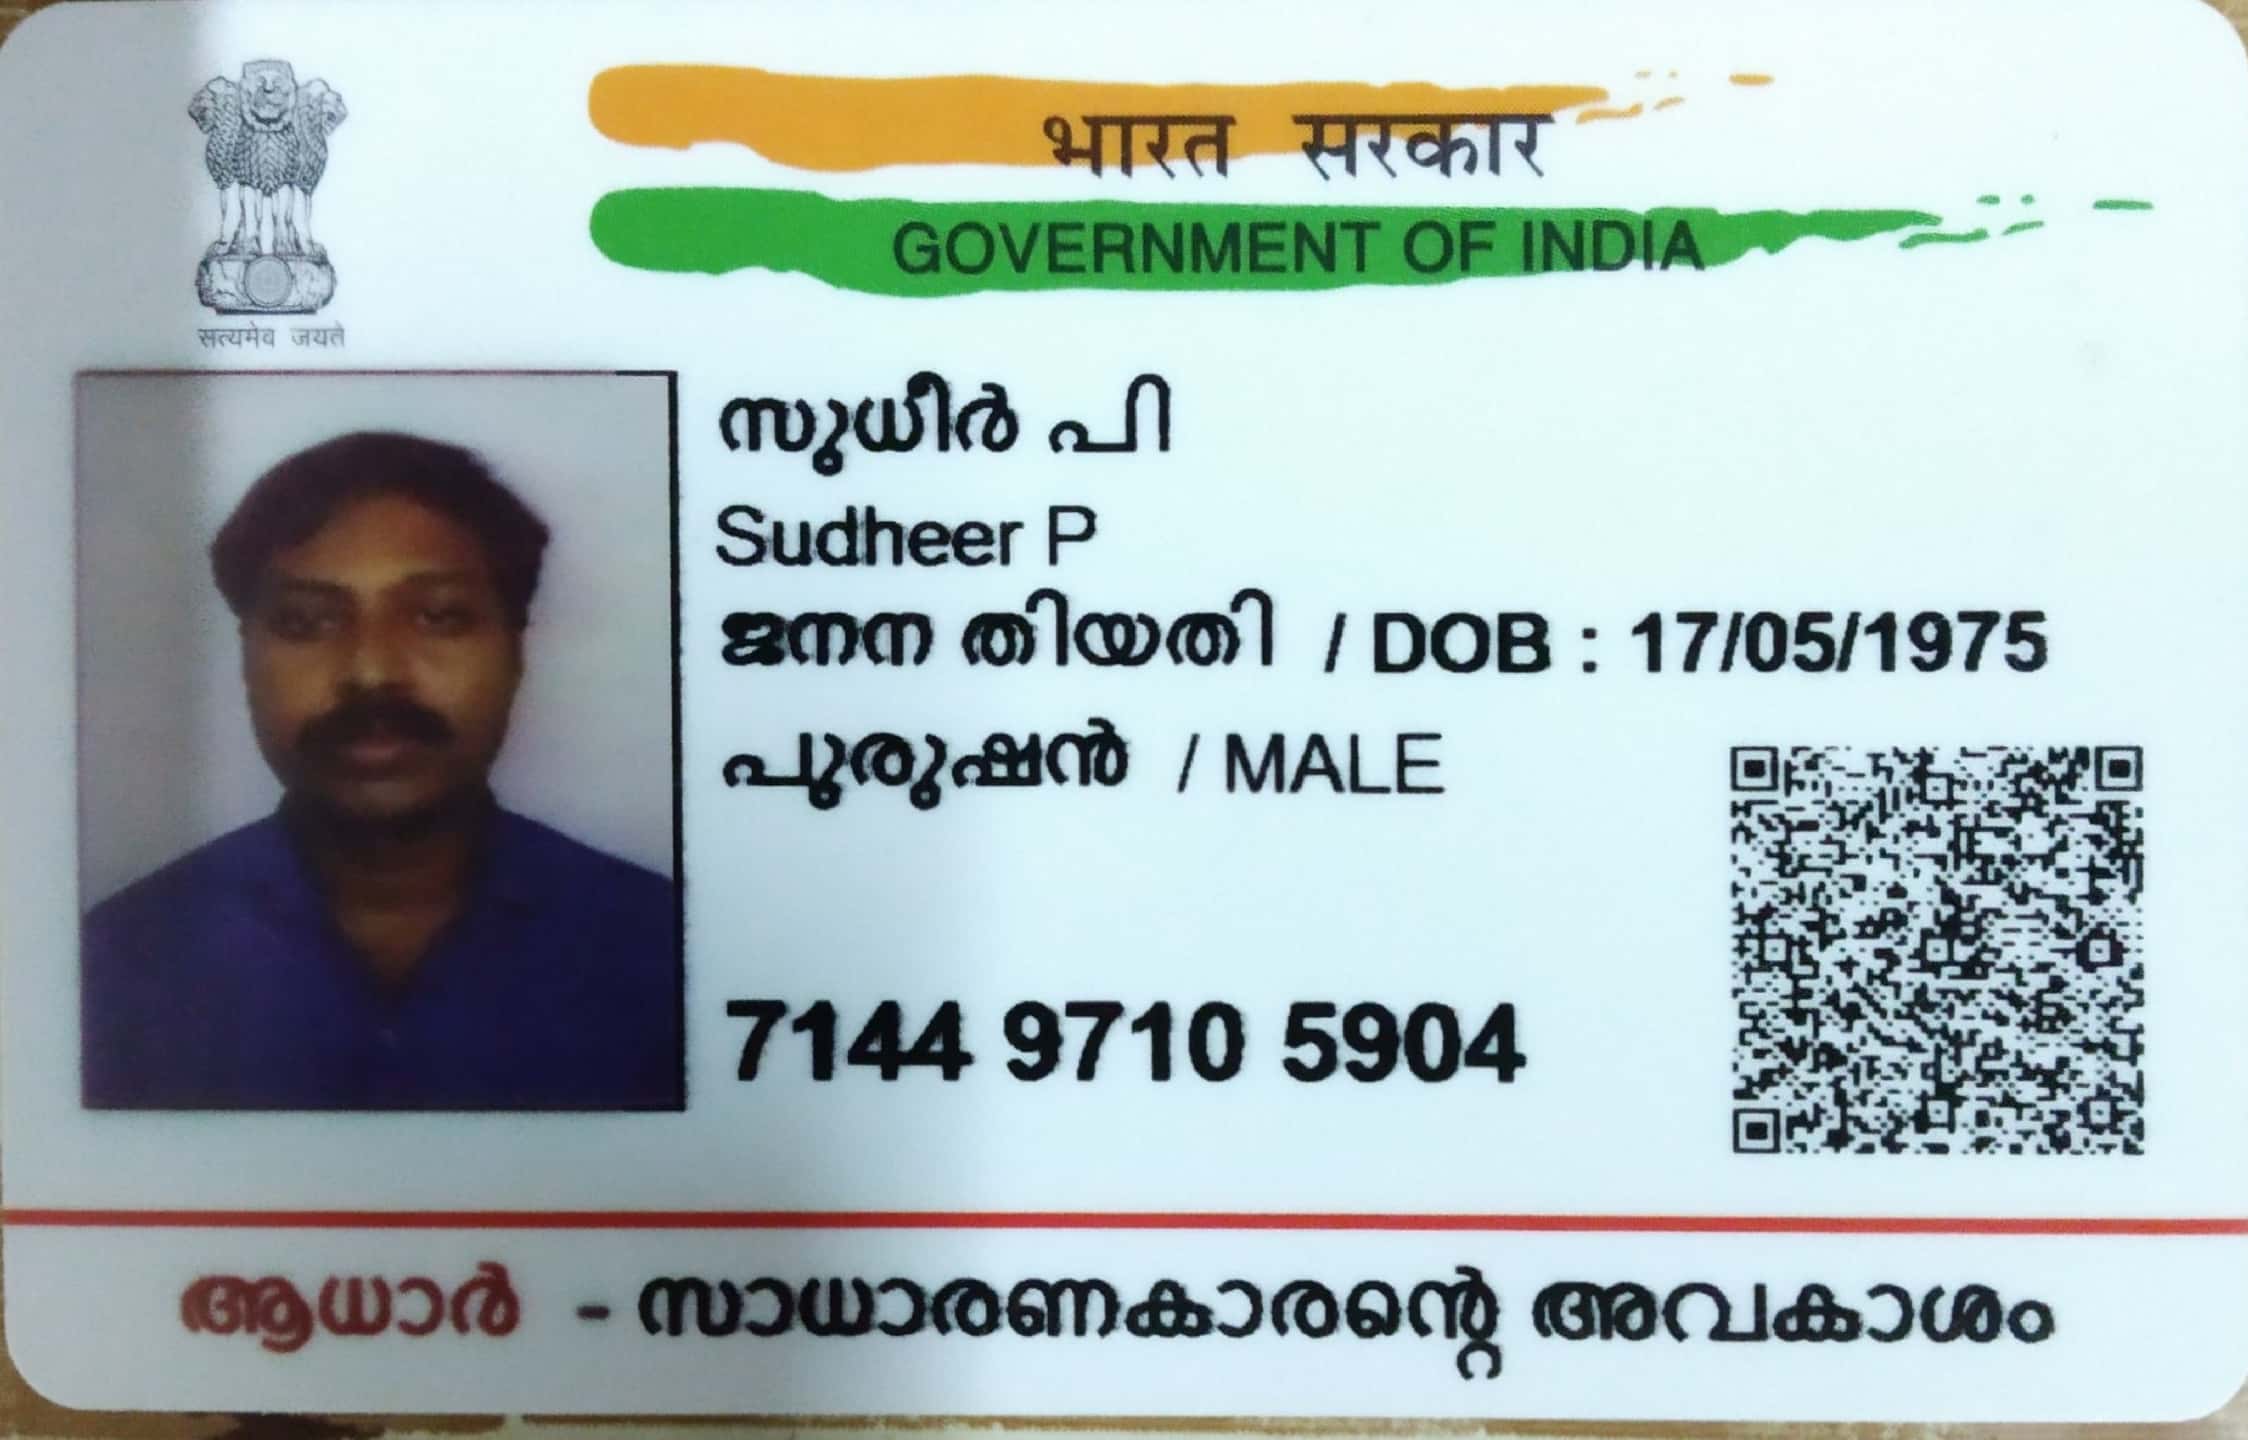 भारत सरकार
GOVERNMENT OF INDIA
सत्यमेव जयते
സുധീർ പി
Sudheer P
ജനന തിയതി / DOB : 17/05/1975
പുരുഷൻ / MALE
7144 9710 5904
ആധാർ - സാധാരണകാരന്റെ അവകാശം